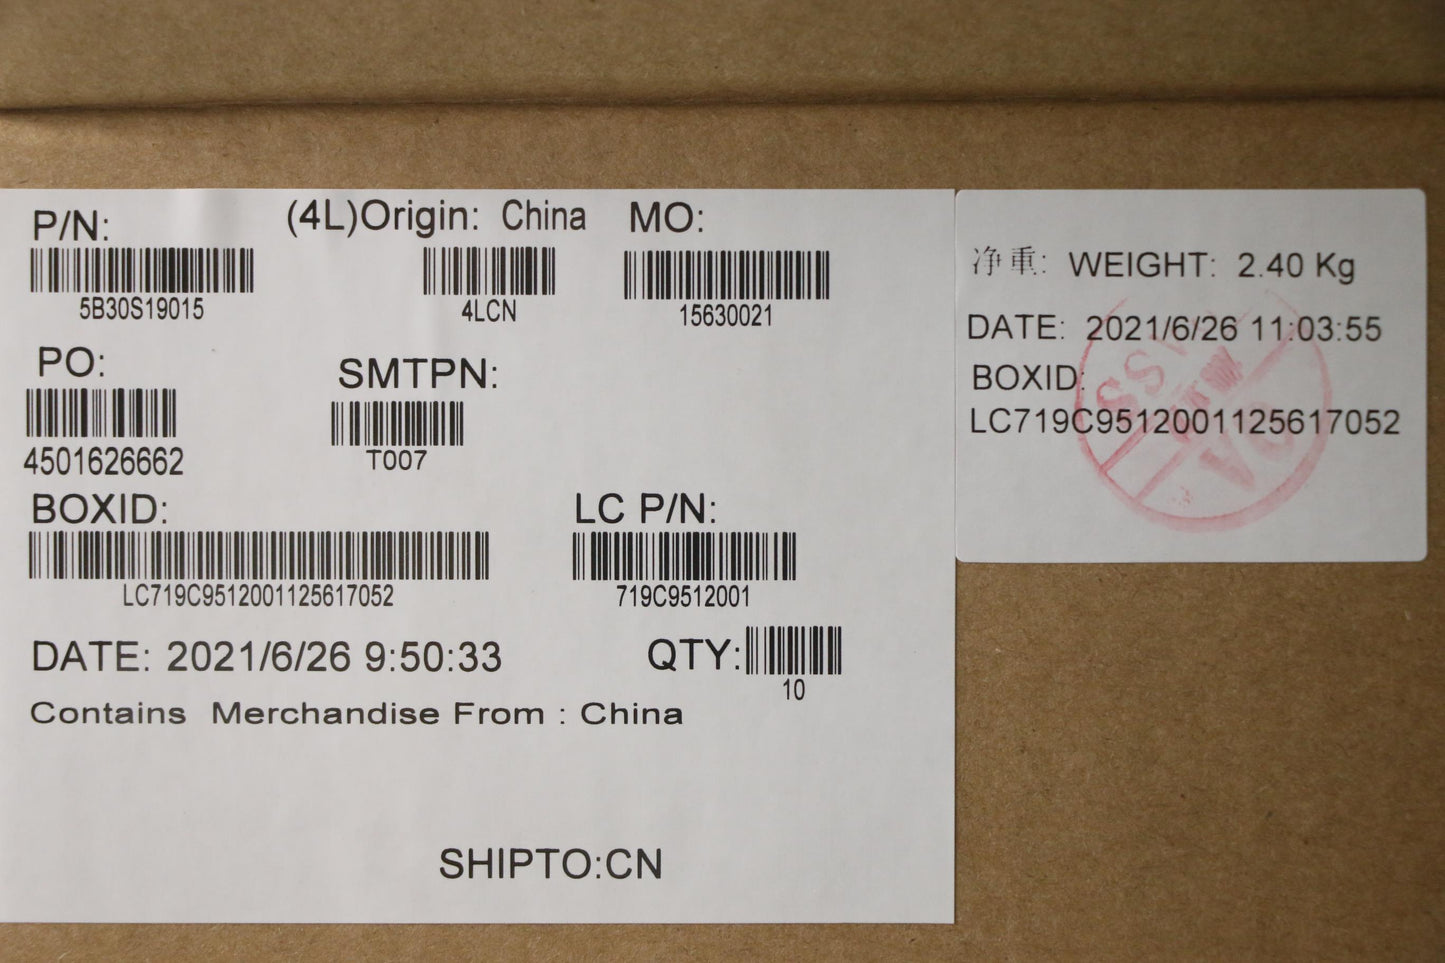 P/N: (4L)Origin: China MO:
5B30S19015 4LCN 15630021
PO: SMTPN:
4501626662 T007
BOXID: LC P/N:
LC719C9512001125617052 719C9512001
DATE: 2021/6/26 9:50:33 QTY:
10
Contains Merchandise From : China
SHIPTO:CN
净重: WEIGHT: 2.40 Kg
DATE: 2021/6/26 11:03:55
BOXID:
LC719C9512001125617052